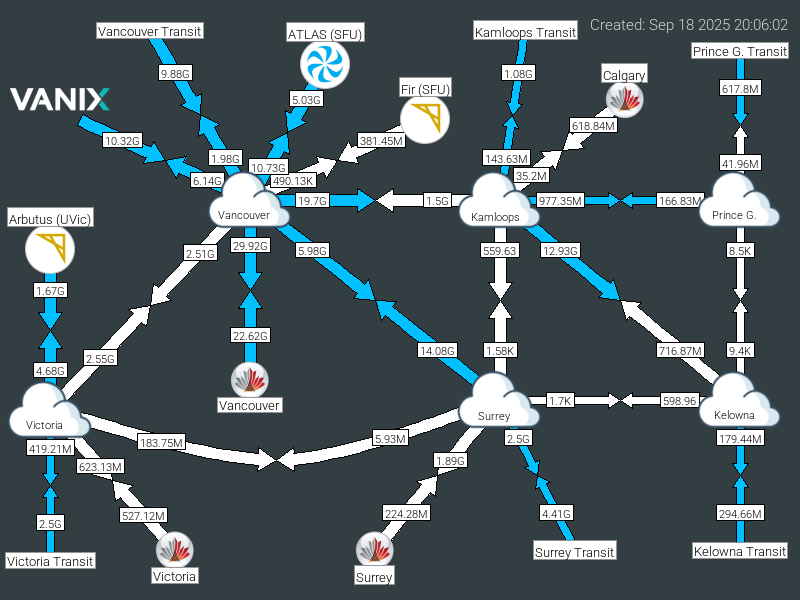 Created: Sep 18 2025 20:06:02
Vancouver Transit
ATLAS (SFU)
Kamloops Transit
Prince G. Transit
9.88G
1.08G
Calgary
617.8M
VANIX
5.03G
Fir (SFU)
618.84M
10.32G
381.45M
1.98G
143.63M
41.96M
10.73G
6.14G
490.13K
35.2M
19.7G
1.5G
977.35M
166.83M
Vancouver
Kamloops
Prince G.
Arbutus (UVic)
2.51G
29.92G
5.98G
559.63
12.93G
8.5K
1.67G
22.62G
2.55G
14.08G
1.58K
716.87M
9.4K
4.68G
Vancouver
1.7K
598.96
Victoria
Surrey
Kelowna
419.21M
183.75M
5.93M
2.5G
179.44M
623.13M
1.89G
2.5G
527.12M
224.28M
4.41G
294.66M
Victoria Transit
Victoria
Surrey
Surrey Transit
Kelowna Transit